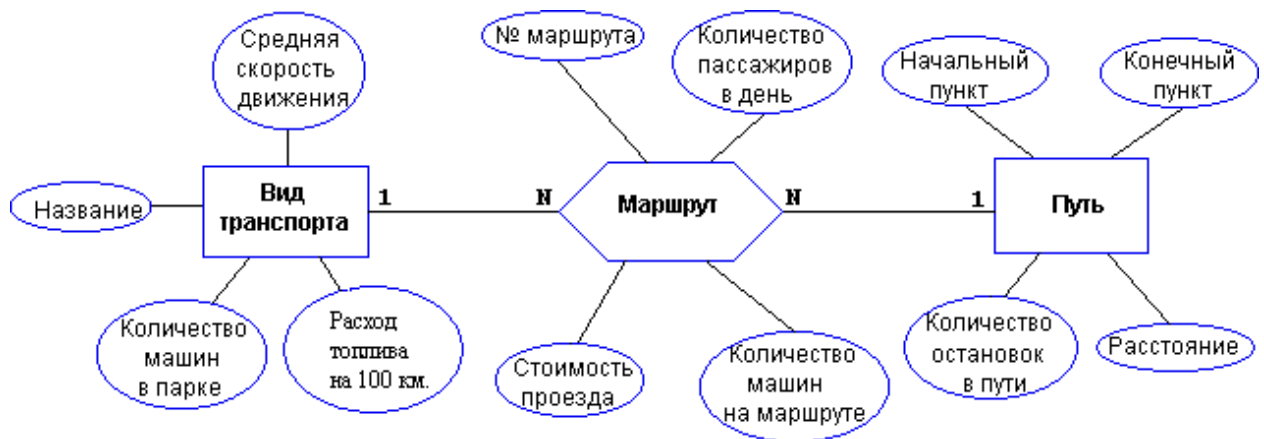 Средняя
скорость
движения
№ маршрута
Количество
пассажиров
в день
Начальный
пункт
Конечный
пункт
Название
Вид
транспорта
1
N
Маршрут
N
1
Путь
Количество
машин
в парке
Расход
топлива
на 100 км.
Стоимость
проезда
Количество
машин
на маршруте
Количество
остановок
в пути
Расстояние